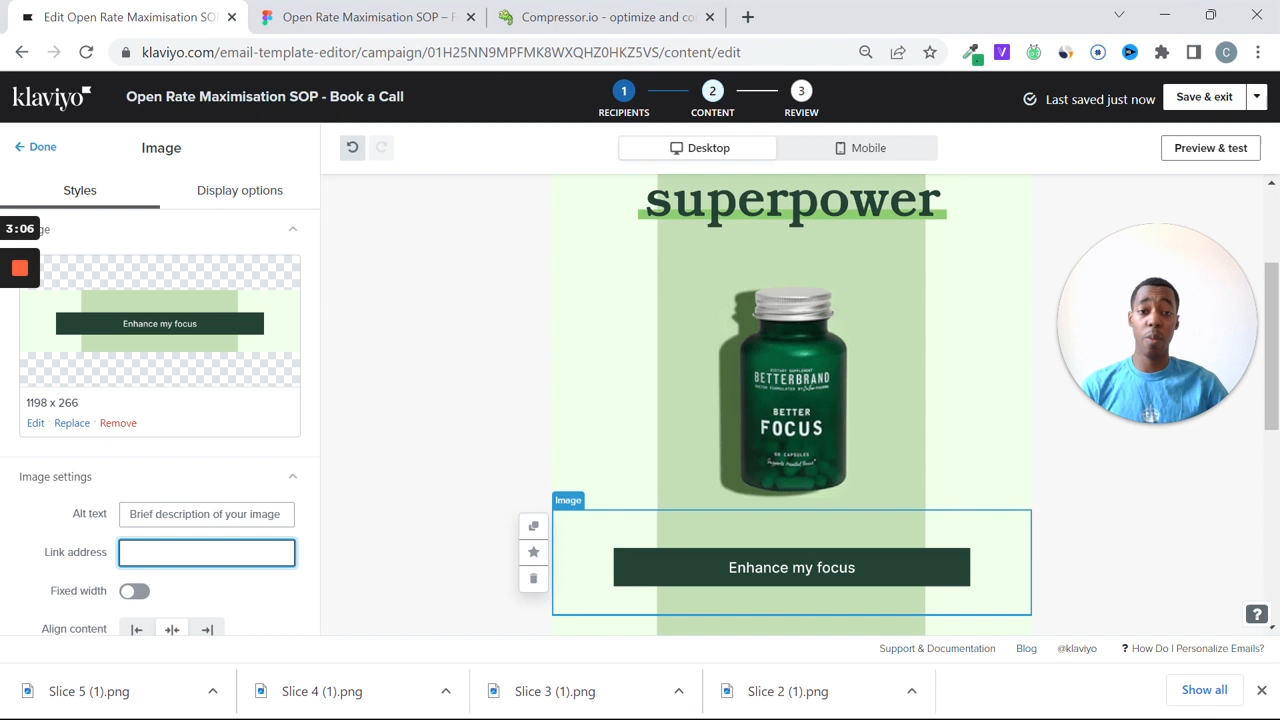 Edit Open Rate Maximisation SO
Open Rate Maximisation SOP – F
Compressor.io - optimize and co
klaviyo.com/email-template-editor/campaign/01H25NN9MPFMK8WXQHZ0HKZ5VS/content/edit
C
klaviyo
Open Rate Maximisation SOP - Book a Call
1
2
3
RECIPIENTS
CONTENT
REVIEW
Last saved just now
Save & exit
Done
Image
Desktop
Mobile
Preview & test
Styles
Display options
3:06
ge
Enhance my focus
1198 x 266
Edit
Replace
Remove
Image settings
Alt text
Brief description of your image
Link address
Fixed width
Align content
superpower
DIETARY SUPPLEMENT
BETTERBRAND
BETTER
FOCUS
60 CAPSULES
Image
Enhance my focus
?
Support & Documentation
Blog
@klaviyo
? How Do I Personalize Emails?
Slice 5 (1).png
Slice 4 (1).png
Slice 3 (1).png
Slice 2 (1).png
Show all